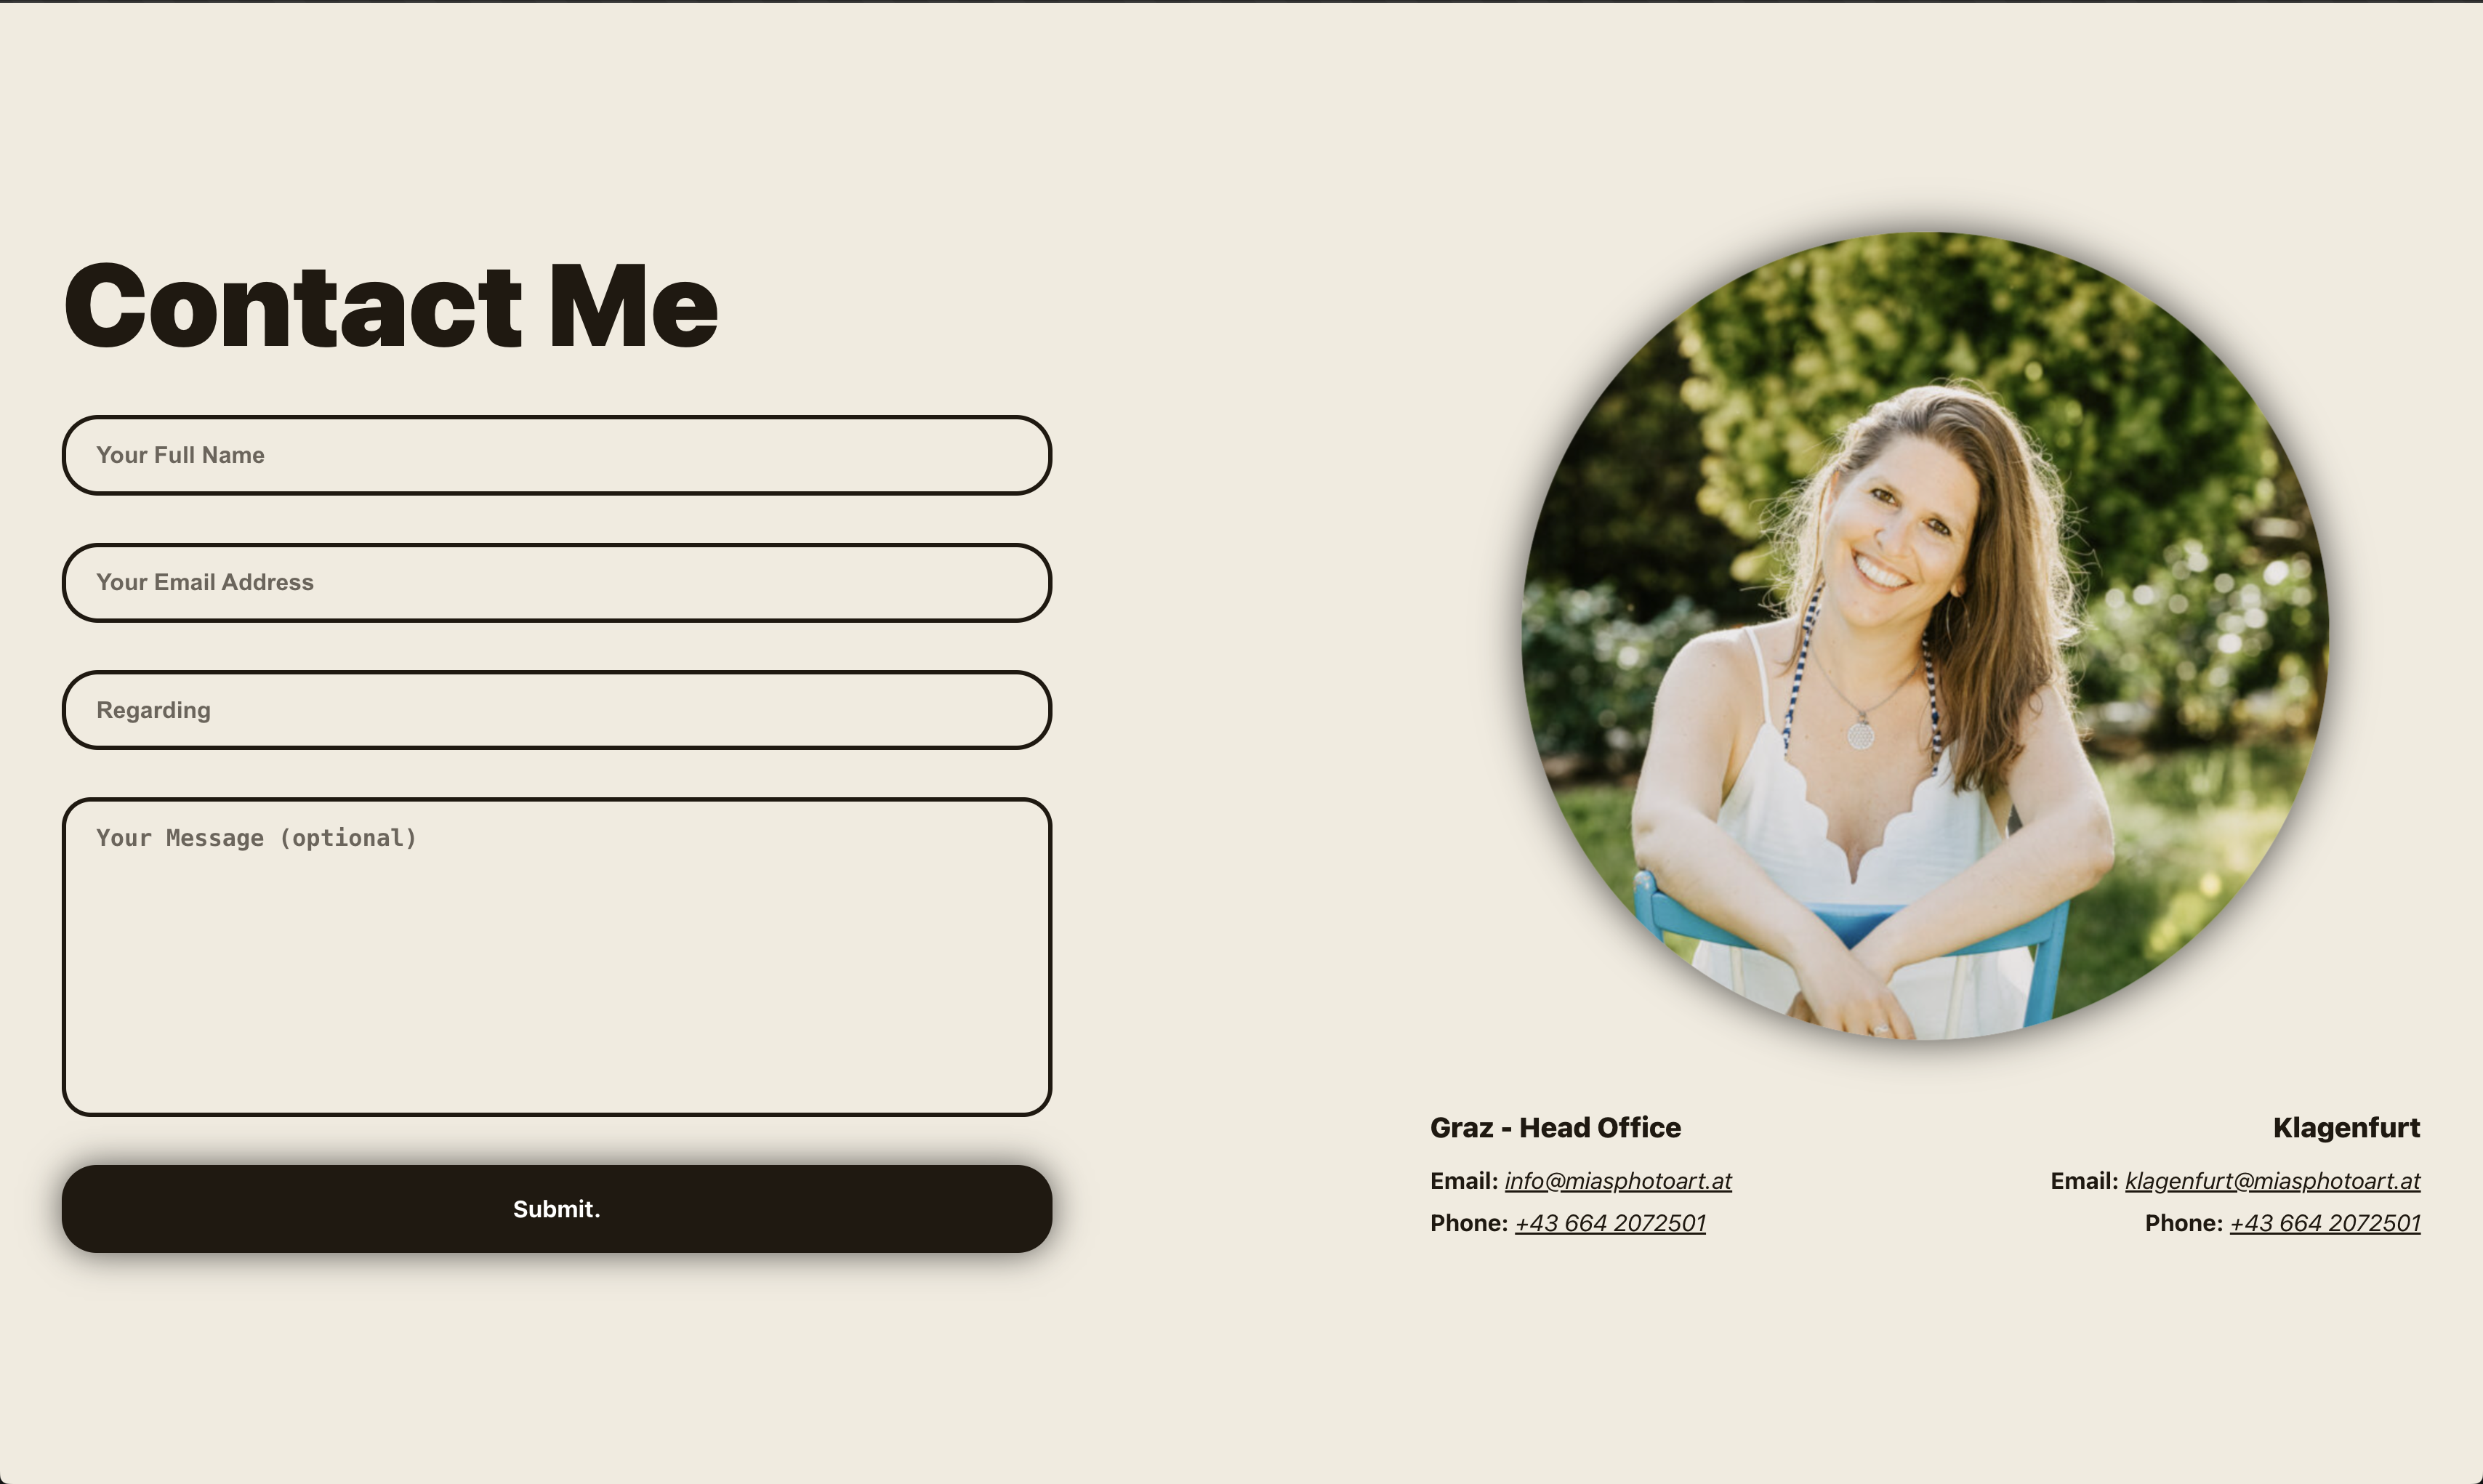 Contact Me
Your Full Name
Your Email Address
Regarding
Your Message (optional)
Submit.
Graz - Head Office
Email: info@miasphotoart.at
Phone: +43 664 2072501
Klagenfurt
Email: klagenfurt@miasphotoart.at
Phone: +43 664 2072501